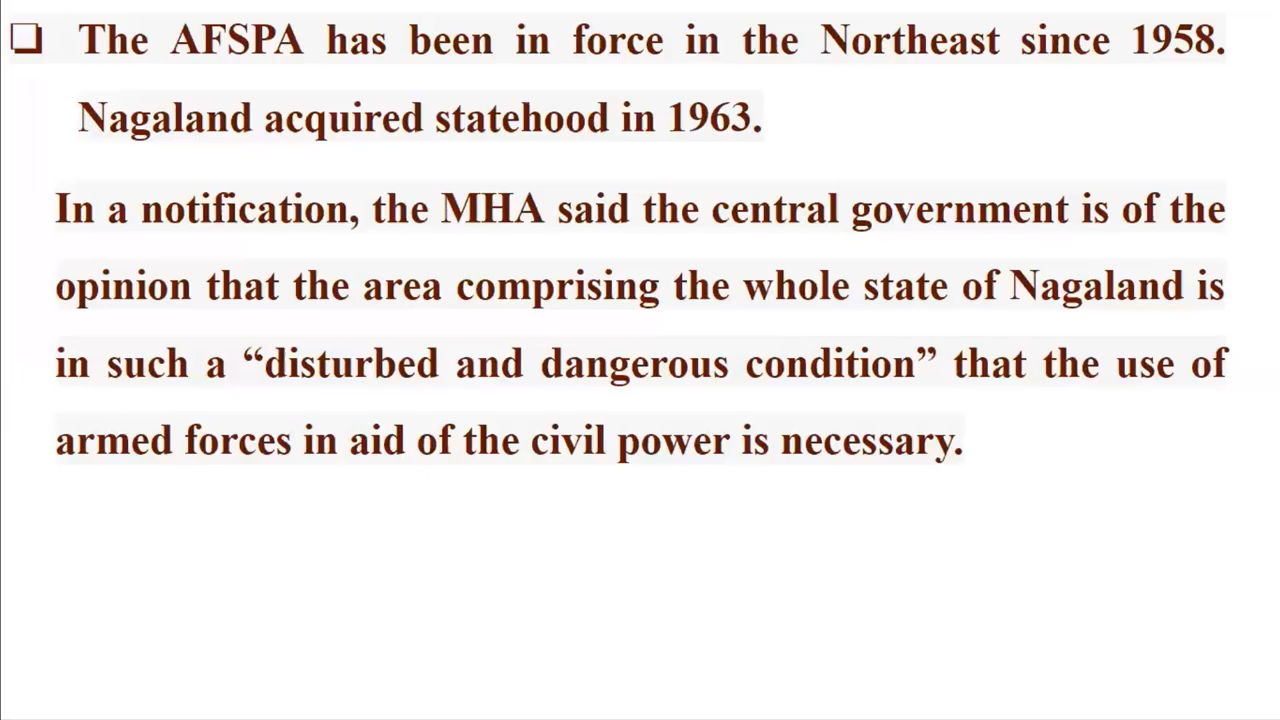 ❑ The AFSPA has been in force in the Northeast since 1958.
Nagaland acquired statehood in 1963.
In a notification, the MHA said the central government is of the
opinion that the area comprising the whole state of Nagaland is
in such a “disturbed and dangerous condition” that the use of
armed forces in aid of the civil power is necessary.